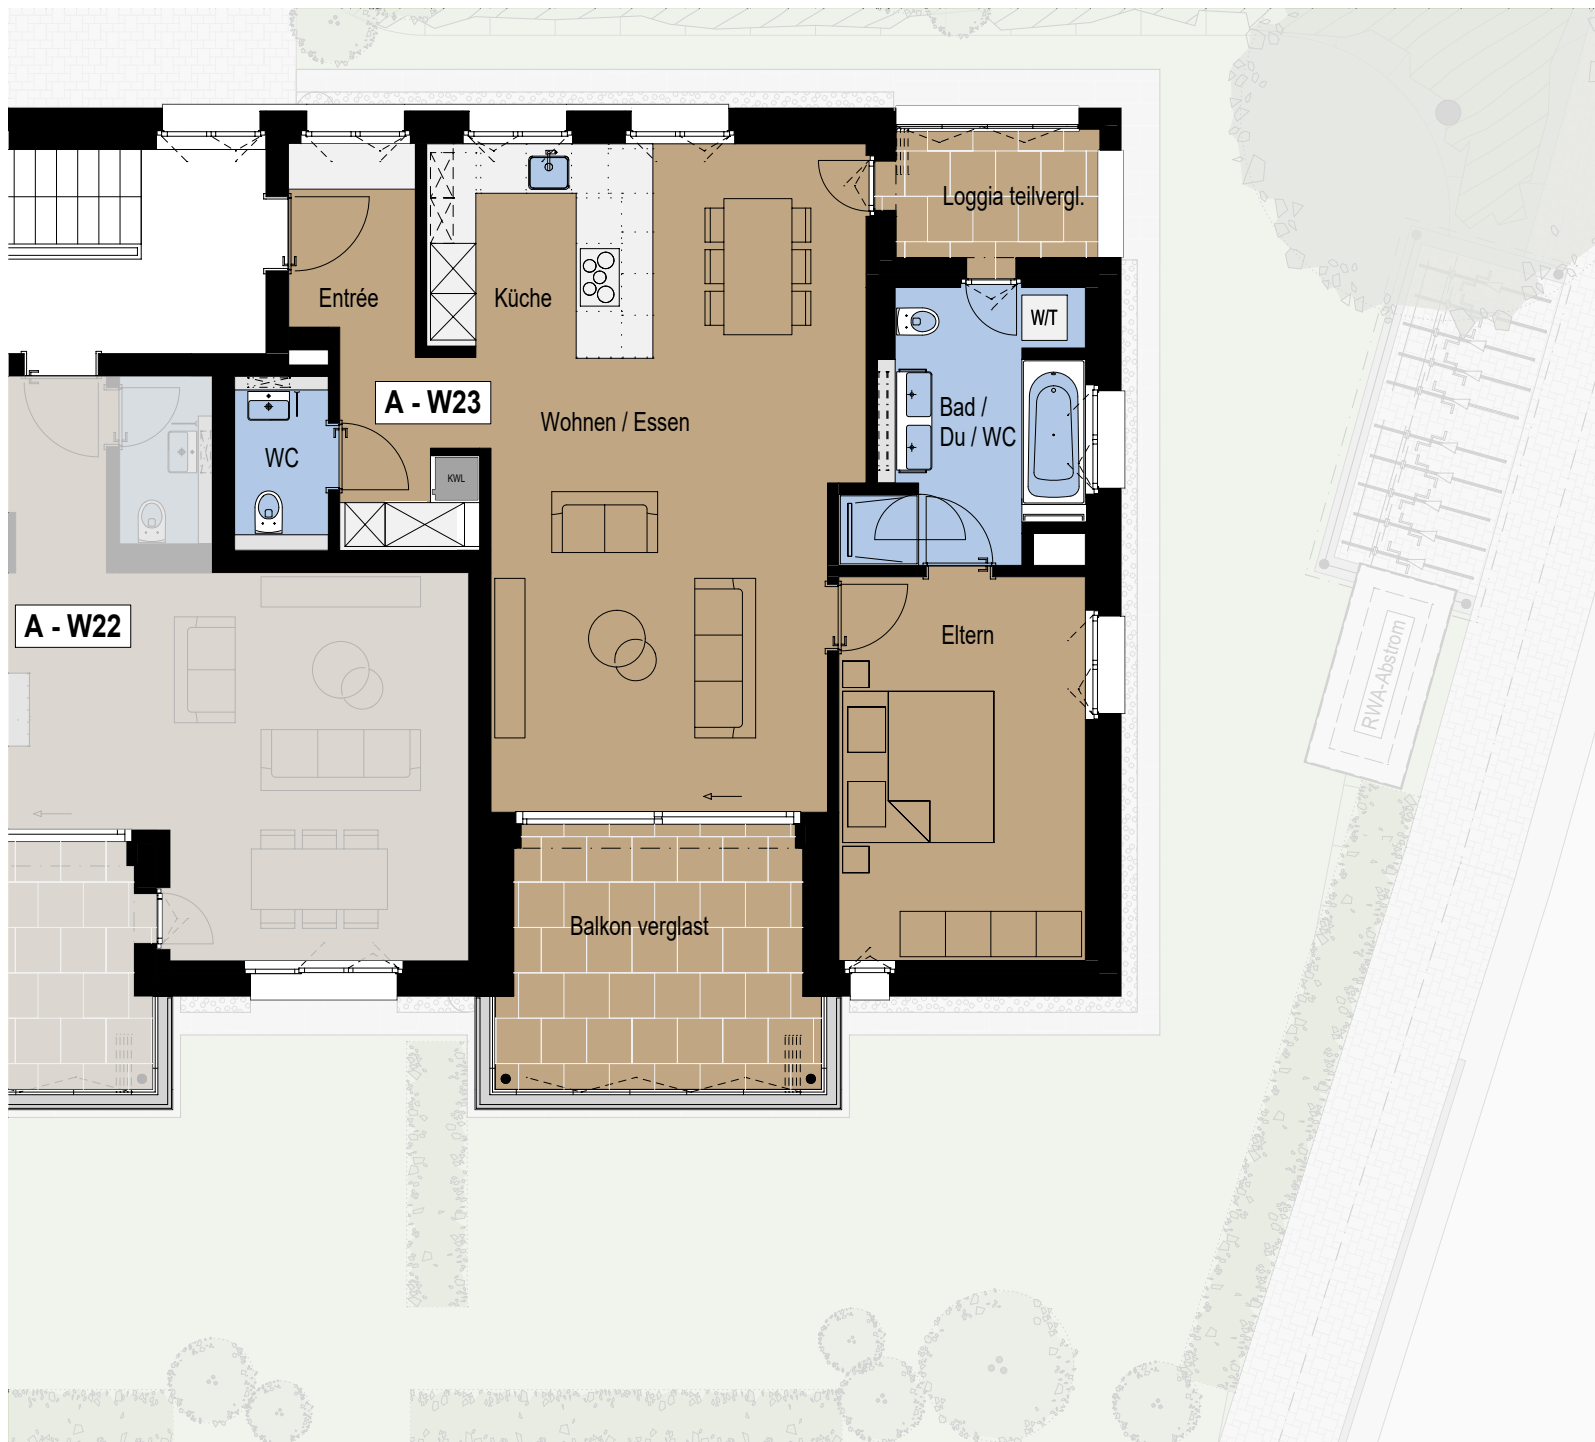 Loggia teilvergl.
Entrée
Küche
W/T
A - W23
Wohnen / Essen
Bad /
Du / WC
WC
KWL
A - W22
Eltern
RWA-Abstrom
Balkon verglast